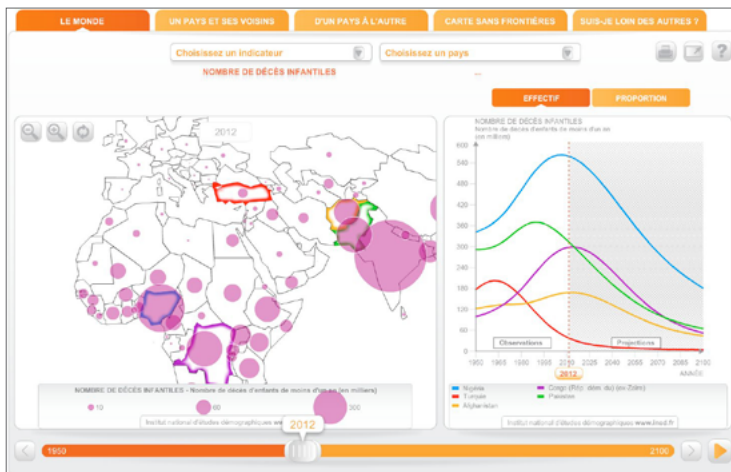 LE MONDE
UN PAYS ET SES VOISINS
D'UN PAYS À L'AUTRE
CARTE SANS FRONTIÈRES
SUIS-JE LOIN DES AUTRES ?
Choisissez un indicateur
Choisissez un pays
?
NOMBRE DE DÉCÈS INFANTILES
...
EFFECTIF
PROPORTION
2012
NOMBRE DE DÉCÈS INFANTILES
Nombre de décès d'enfants de moins d'un an
(en milliers)
600
540
480
420
360
300
240
180
120
60
0
Observations
Projections
1950
1965
1980
1995
2010
2025
2040
2055
2070
2085
2100
2012
ANNÉE
Nigéria
Turquie
Afghanistan
Congo (Rép. dém. du) (ex-Zaïre)
Pakistan
Institut national d'études démographiques www.ined.fr
NOMBRE DE DÉCÈS INFANTILES - Nombre de décès d'enfants de moins d'un an (en milliers)
10
60
300
Institut national d'études démographiques
2012
1950
2100